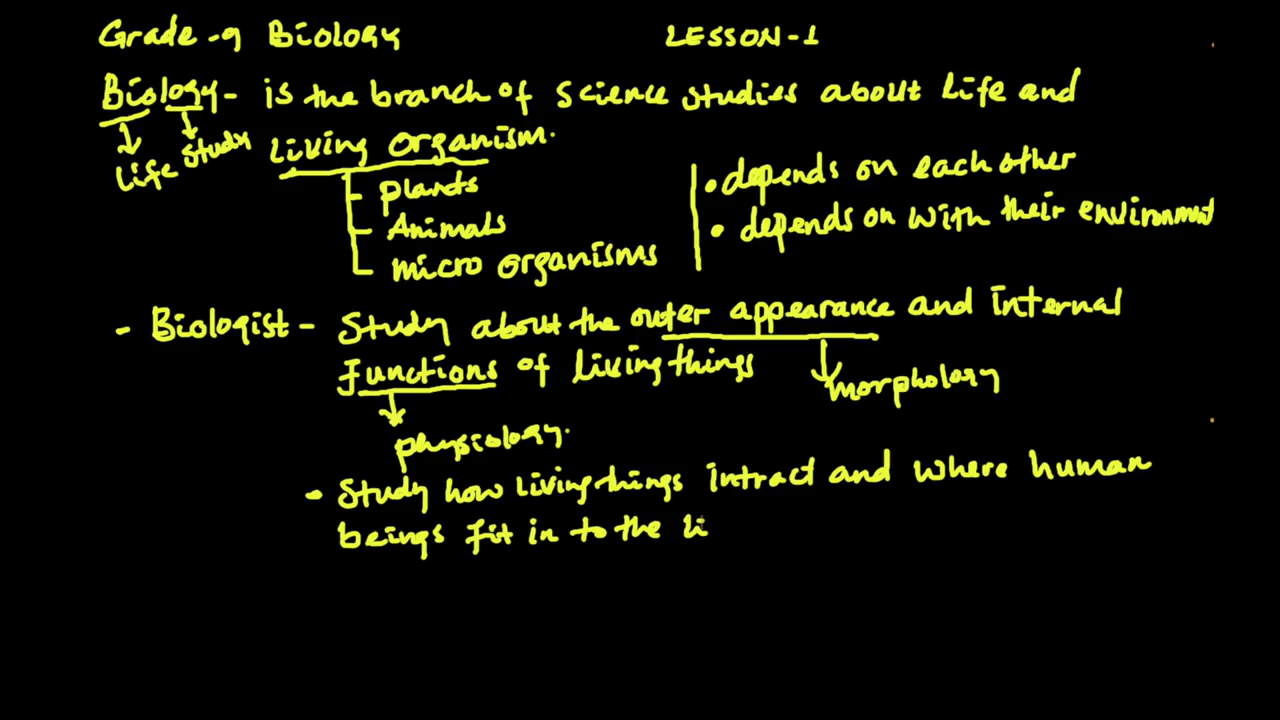 Grade-9 Biology LESSON-1
Biology- is the branch of science studies about life and
Life study Living organism.
plants
Animals
micro organisms
• depends on each other
• depends on with their environment
- Biologist - Study about the outer appearance and internal
functions of living things
morphology
physiology.
- Study how living things intract and where human
beings fit in to the li